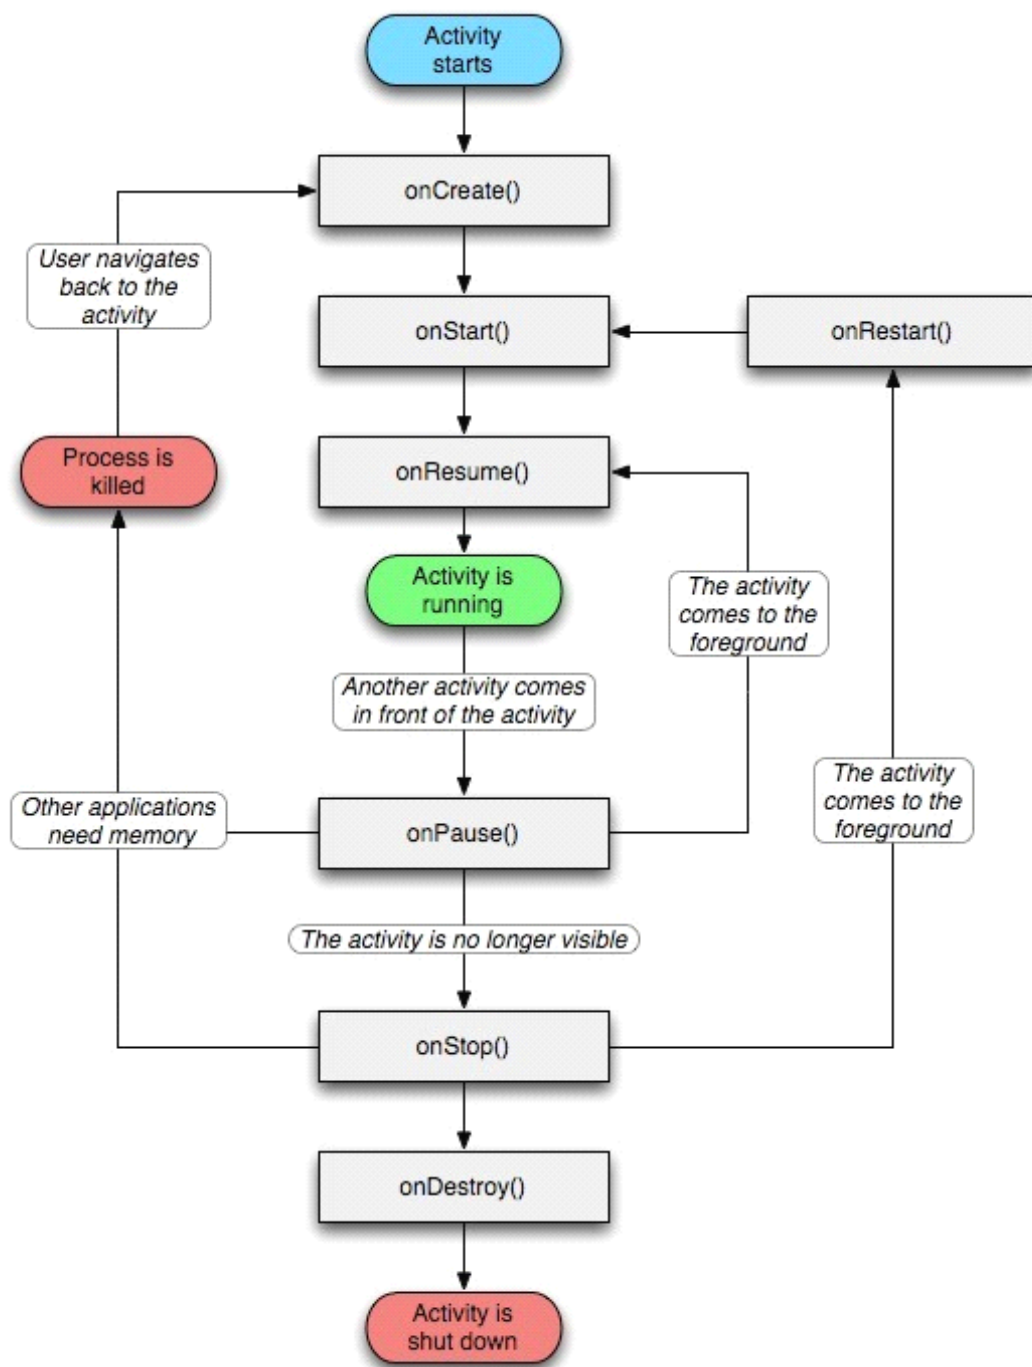 Activity
starts
onCreate()
User navigates
back to the
activity
onStart()
onRestart()
Process is
killed
onResume()
Activity is
running
The activity
comes to the
foreground
Another activity comes
in front of the activity
The activity
comes to the
foreground
Other applications
need memory
onPause()
The activity is no longer visible
onStop()
onDestroy()
Activity is
shut down